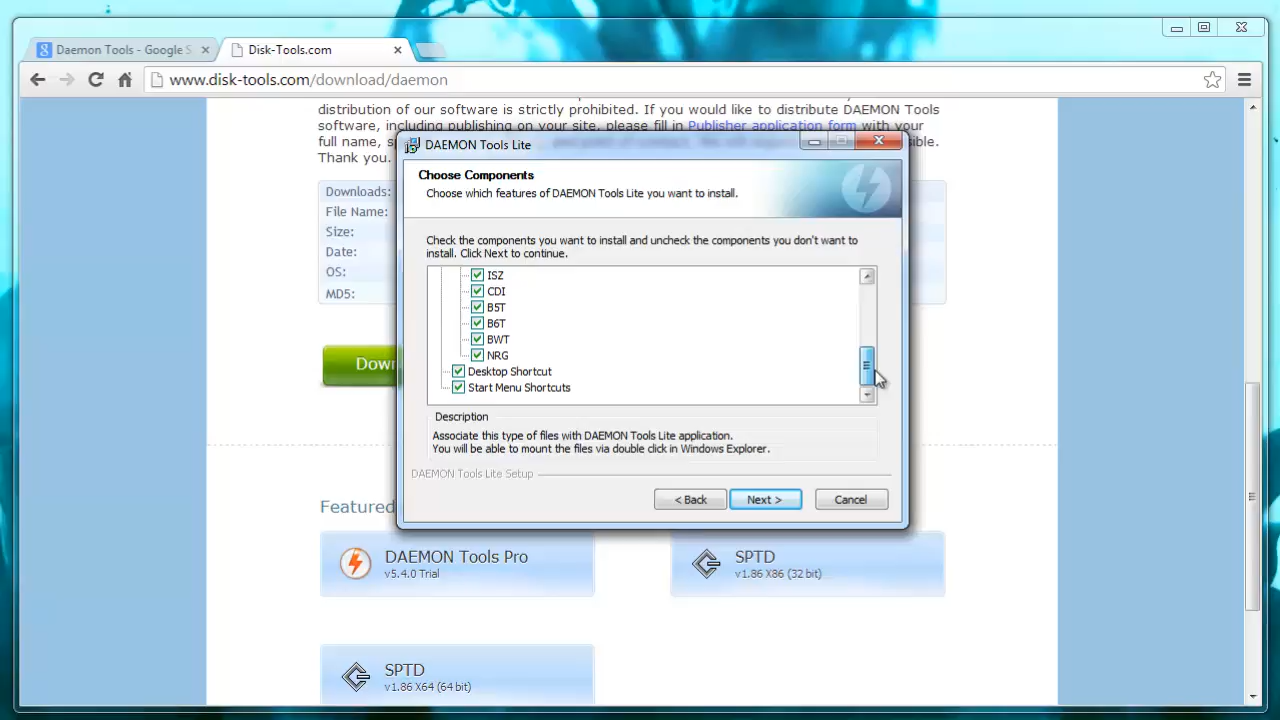 Daemon Tools - Google S
Disk-Tools.com
www.disk-tools.com/download/daemon
distribution of our software is strictly prohibited. If you would like to distribute DAEMON Tools
software, including publishing on your site, please fill in Publisher application form with your
full name,
Thank you.
Downloads:
File Name:
Size:
Date:
OS:
MD5:
DAEMON Tools Lite
Choose Components
Choose which features of DAEMON Tools Lite you want to install.
Check the components you want to install and uncheck the components you don't want to
install. Click Next to continue.
ISZ
CDI
B5T
B6T
BWT
NRG
Desktop Shortcut
Start Menu Shortcuts
Description
Associate this type of files with DAEMON Tools Lite application.
You will be able to mount the files via double click in Windows Explorer.
DAEMON Tools Lite Setup
< Back
Next >
Cancel
Down
Featured
DAEMON Tools Pro
v5.4.0 Trial
SPTD
v1.86 X86 (32 bit)
SPTD
v1.86 X64 (64 bit)